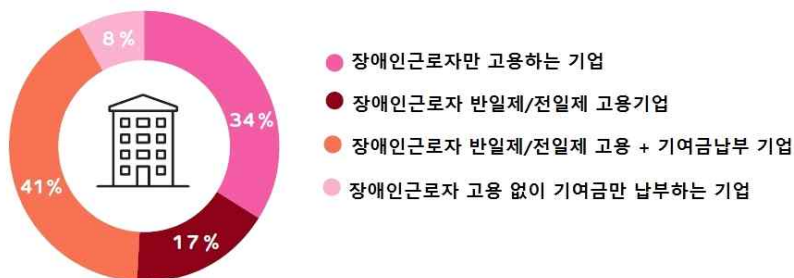 8%
34%
41%
17%
장애인근로자만 고용하는 기업
장애인근로자 반일제/전일제 고용기업
장애인근로자 반일제/전일제 고용 + 기여금납부 기업
장애인근로자 고용 없이 기여금만 납부하는 기업